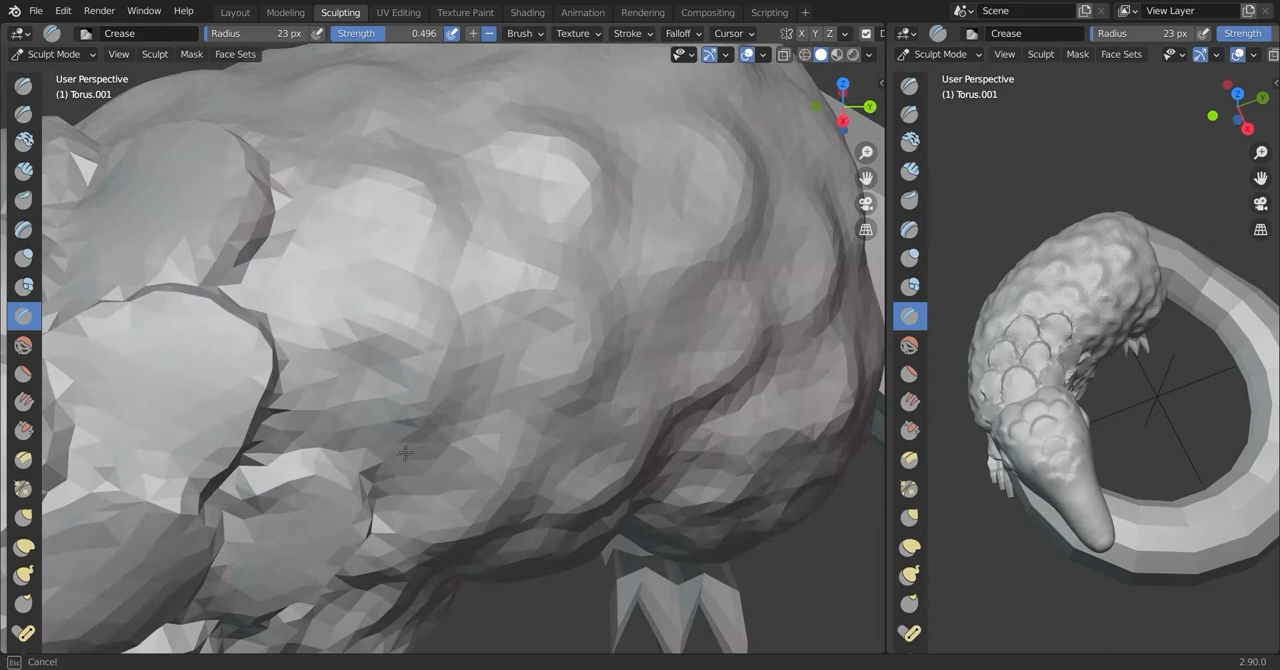 File Edit Render Window Help Layout Modeling Sculpting UV Editing Texture Paint Shading Animation Rendering Compositing Scripting + Scene View Layer
Crease Radius 23 px Strength 0.496 + − Brush Texture Stroke Falloff Cursor X Y Z Crease Radius 23 px Strength
Sculpt Mode View Sculpt Mask Face Sets Sculpt Mode View Sculpt Mask Face Sets
User Perspective
(1) Torus.001
Z
Y
X
User Perspective
(1) Torus.001
Z
Y
X
Esc Cancel 2.90.0